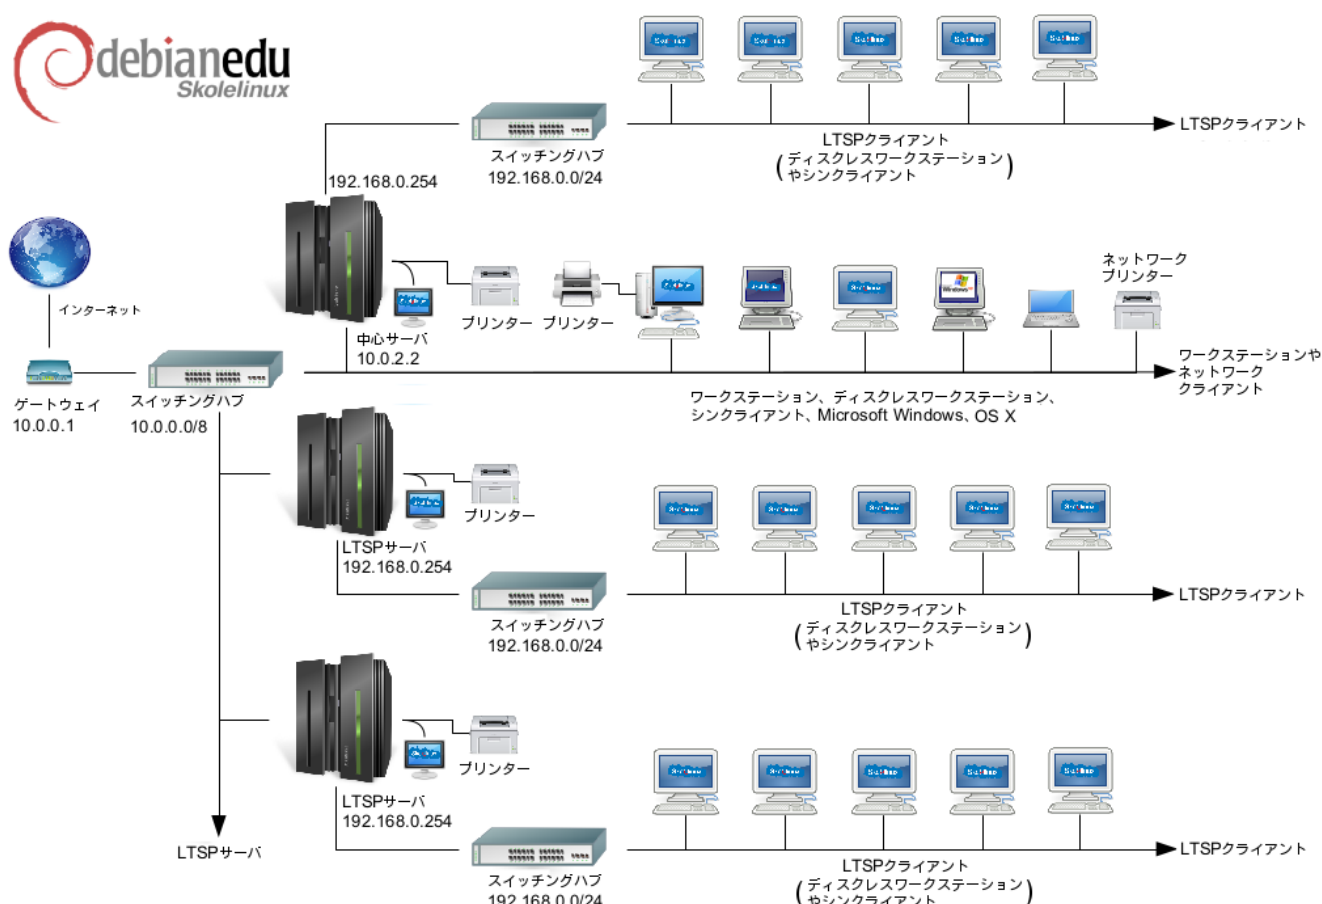 debianedu
Skolelinux
スイッチングハブ
192.168.0.0/24
LTSPクライアント
(ディスクレスワークステーション
やシンクライアント)
LTSPクライアント
192.168.0.254
インターネット
中心サーバ
10.0.2.2
プリンター
プリンター
Windows
ネットワーク
プリンター
ゲートウェイ
10.0.0.1
スイッチングハブ
10.0.0.0/8
ワークステーション、ディスクレスワークステーション、
シンクライアント、Microsoft Windows、OS X
ワークステーションや
ネットワーク
クライアント
プリンター
LTSPサーバ
192.168.0.254
スイッチングハブ
192.168.0.0/24
LTSPクライアント
(ディスクレスワークステーション
やシンクライアント)
LTSPクライアント
プリンター
LTSPサーバ
192.168.0.254
LTSPサーバ
スイッチングハブ
192.168.0.0/24
LTSPクライアント
(ディスクレスワークステーション
やシンクライアント)
LTSPクライアント